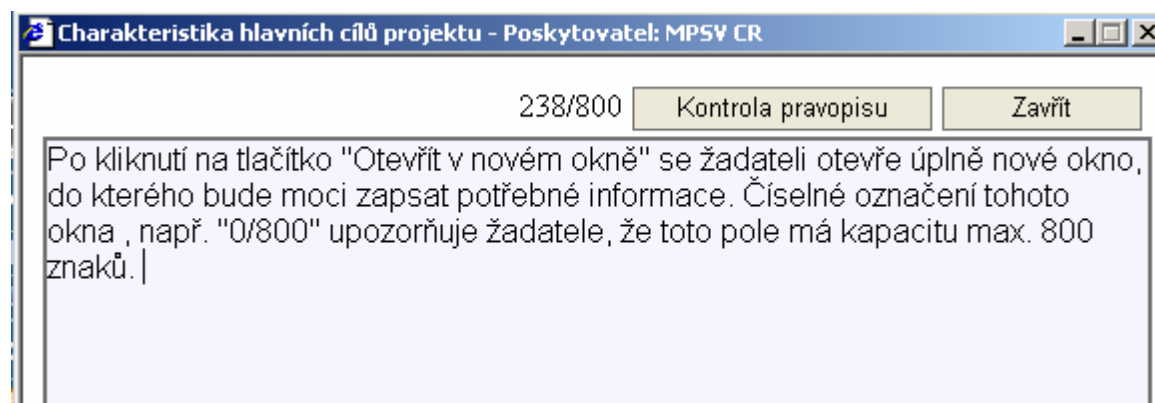 Charakteristika hlavních cílů projektu - Poskytovatel: MPSV CR
238/800 Kontrola pravopisu Zavřít
Po kliknutí na tlačítko "Otevřít v novém okně" se žadateli otevře úplně nové okno,
do kterého bude moci zapsat potřebné informace. Číselné označení tohoto
okna , např. "0/800" upozorňuje žadatele, že toto pole má kapacitu max. 800
znaků.